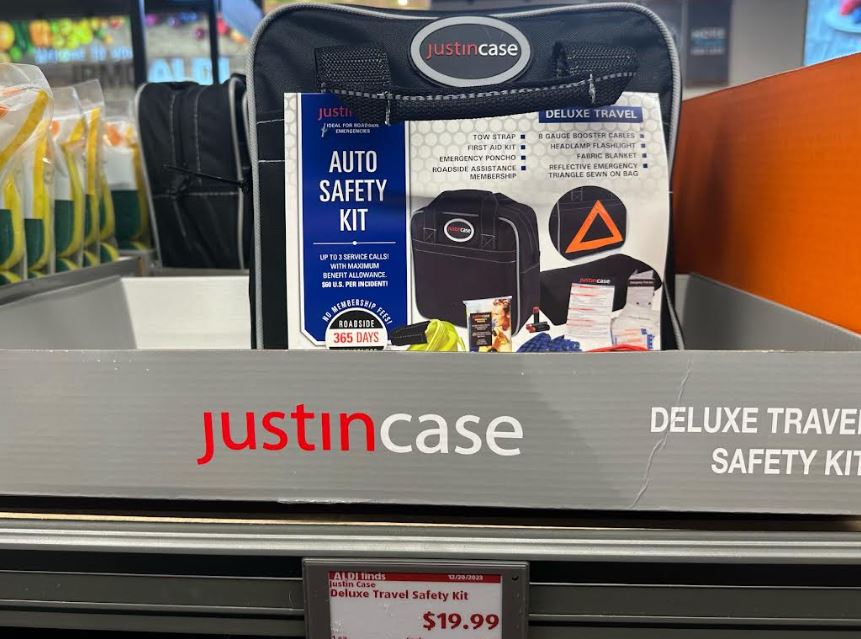 justincase
DELUXE TRAVEL
IDEAL FOR ROADSIDE
EMERGENCIES
AUTO
SAFETY
KIT
UP TO 3 SERVICE CALLS!
WITH MAXIMUM
BENEFIT ALLOWANCE.
$60 U.S. PER INCIDENT!
NO MEMBERSHIP FEES!
ROADSIDE
365 DAYS
TOW STRAP
FIRST AID KIT
EMERGENCY PONCHO
ROADSIDE ASSISTANCE
MEMBERSHIP
8 GAUGE BOOSTER CABLES
HEADLAMP FLASHLIGHT
FABRIC BLANKET
REFLECTIVE EMERGENCY
TRIANGLE SEWN ON BAG
justincase
justincase
justincase
DELUXE TRAVEL
SAFETY KIT
ALDI finds 12/20/2023
Justin Case
Deluxe Travel Safety Kit
$19.99
ALDI